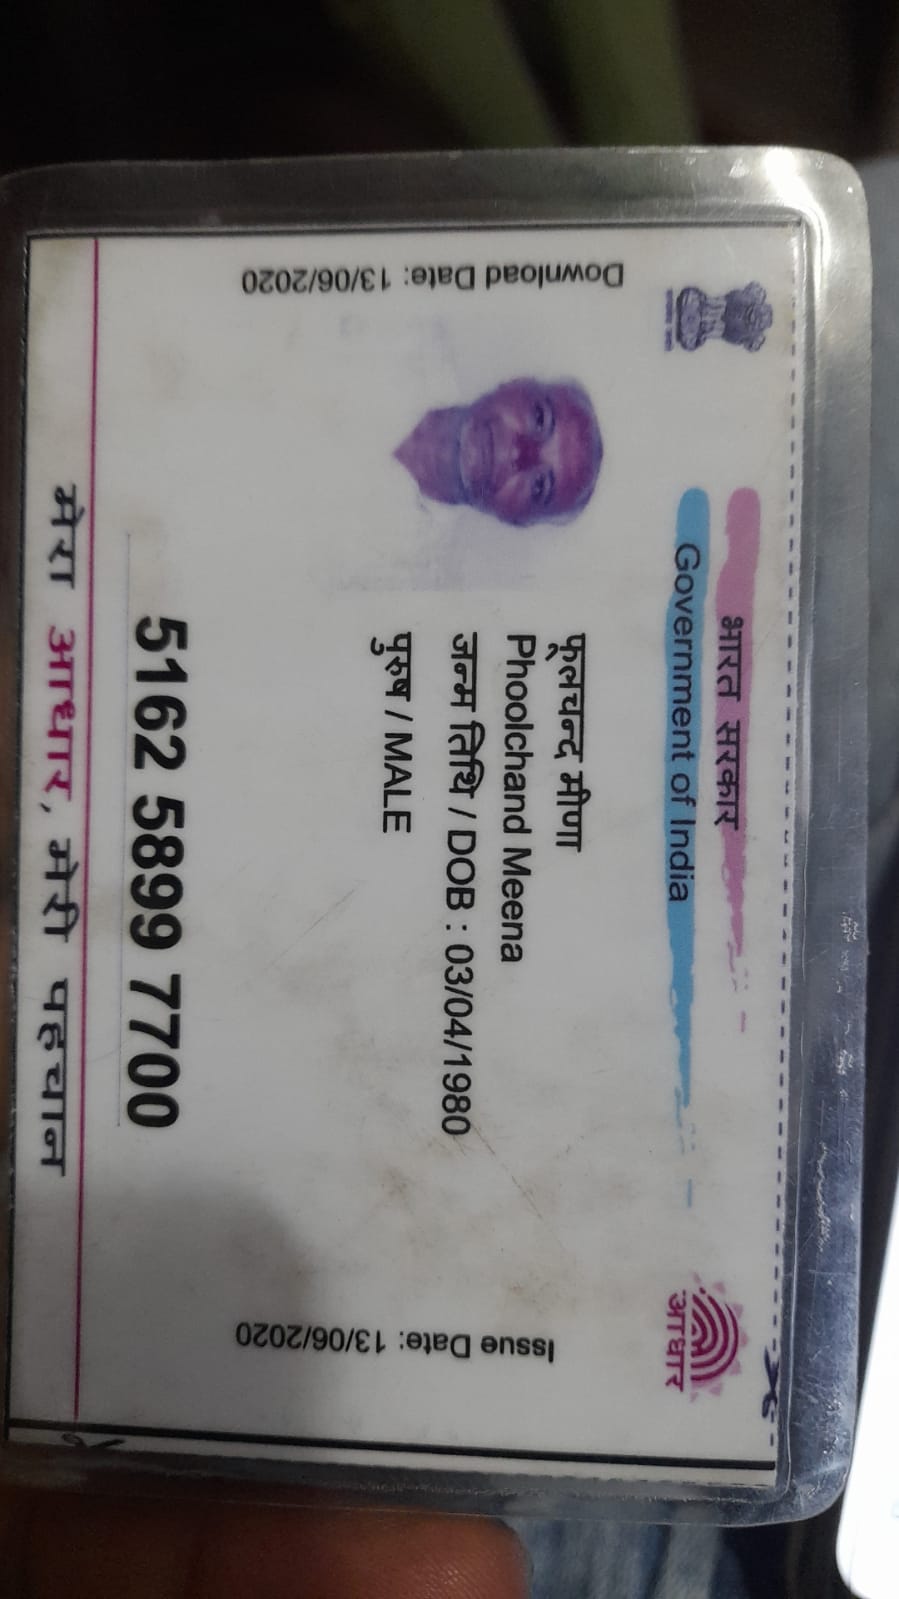 भारत सरकार
Government of India
Download Date: 13/06/2020
फूलचन्द मीणा
Phoolchand Meena
जन्म तिथि / DOB : 03/04/1980
पुरुष / MALE
Issue Date: 13/06/2020
आधार
5162 5899 7700
मेरा आधार, मेरी पहचान